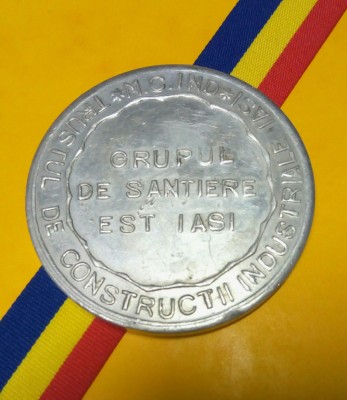 TRUSTUL DE CONSTRUCTII INDUSTRIALE IASI
GRUPUL
DE SANTIERE
EST IASI